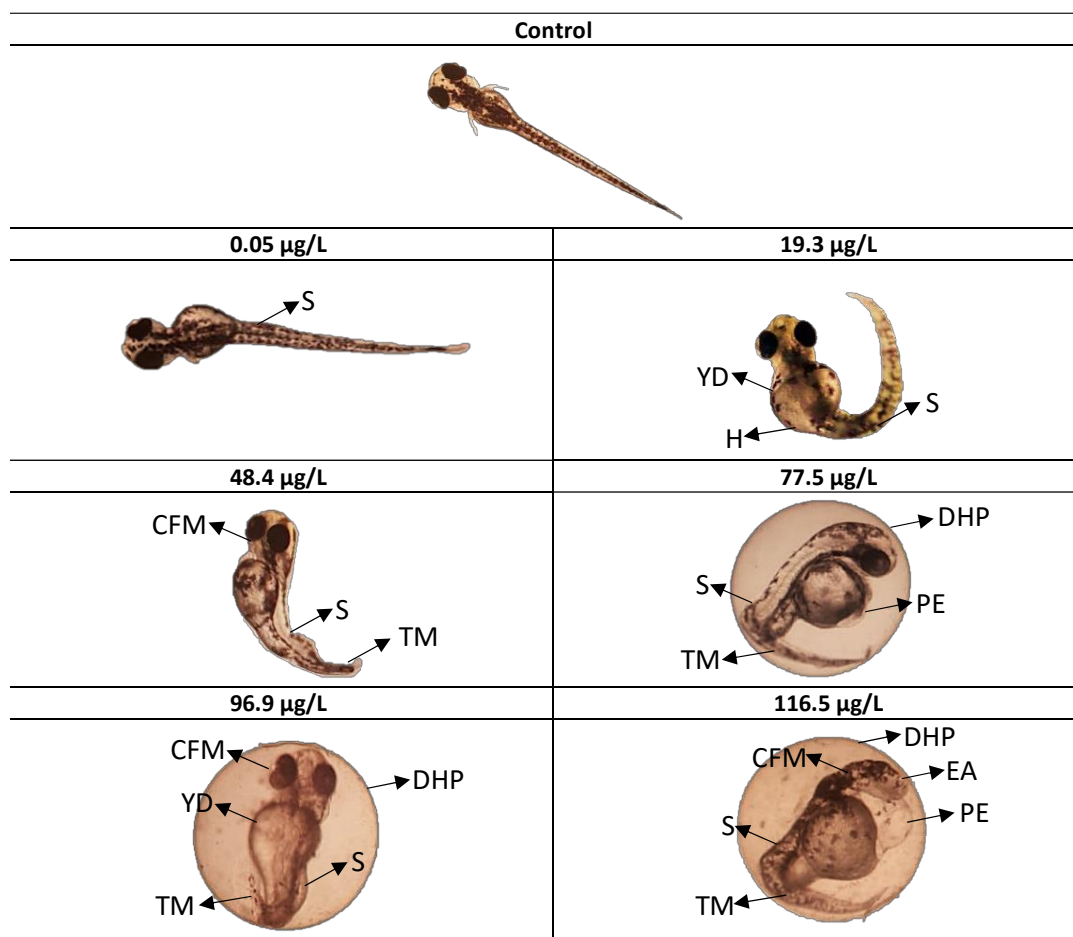 Control
0.05 µg/L
19.3 µg/L
S
YD
S
H
48.4 µg/L
77.5 µg/L
CFM
S
TM
DHP
S
PE
TM
96.9 µg/L
116.5 µg/L
CFM
DHP
YD
S
TM
DHP
CFM
EA
PE
S
TM